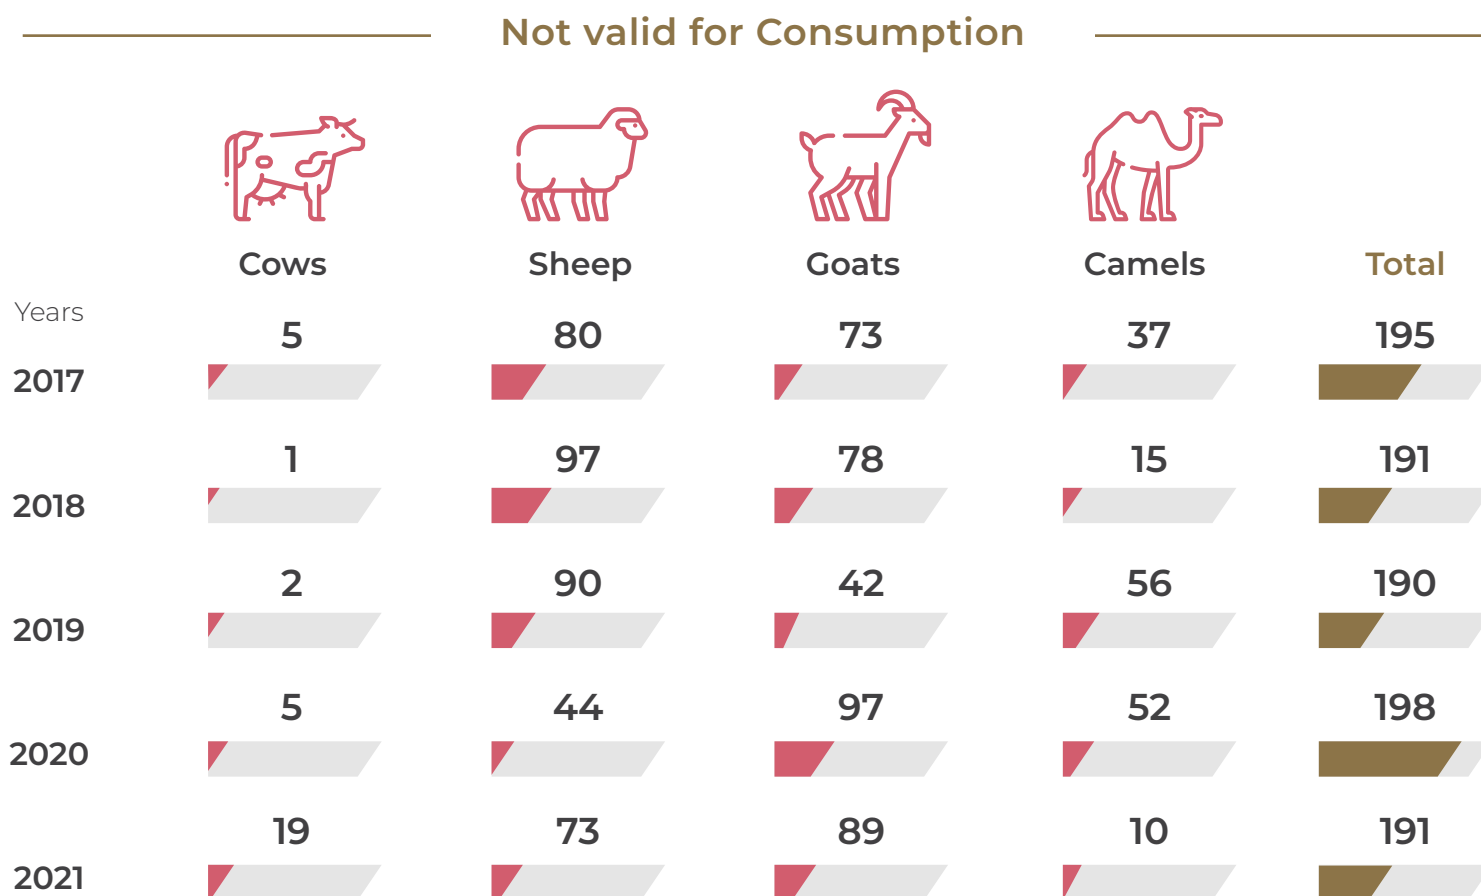 Not valid for Consumption
Cows Sheep Goats Camels Total
Years
5 80 73 37 195
2017
1 97 78 15 191
2018
2 90 42 56 190
2019
5 44 97 52 198
2020
19 73 89 10 191
2021